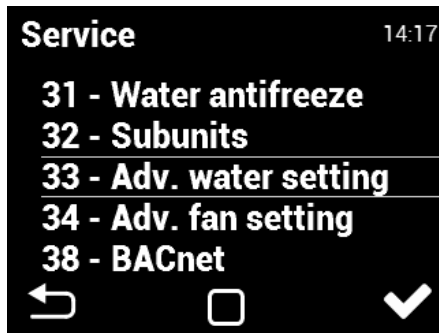 Service 14:17
31 - Water antifreeze
32 - Subunits
33 - Adv. water setting
34 - Adv. fan setting
38 - BACnet